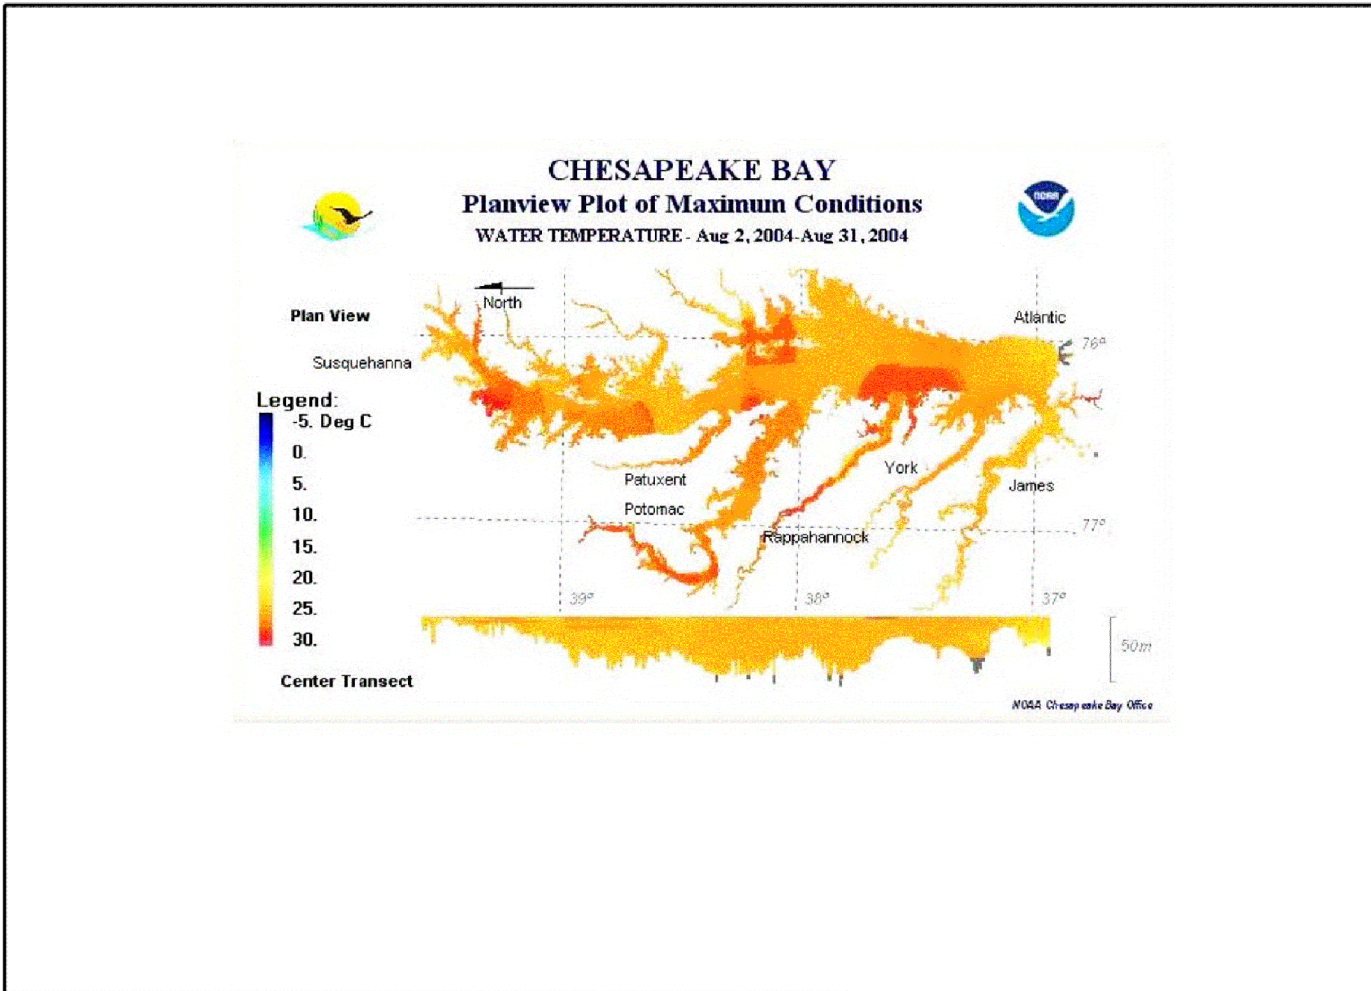 CHESAPEAKE BAY
Planview Plot of Maximum Conditions
WATER TEMPERATURE - Aug 2, 2004-Aug 31, 2004
NOAA
North
Plan View
Atlantic
76°
Susquehanna
Legend:
-5. Deg C
0.
5.
10.
15.
20.
25.
30.
Patuxent
York
James
Potomac
77°
Rappahannock
39°
38°
37°
50m
Center Transect
NOAA Chesapeake Bay Office